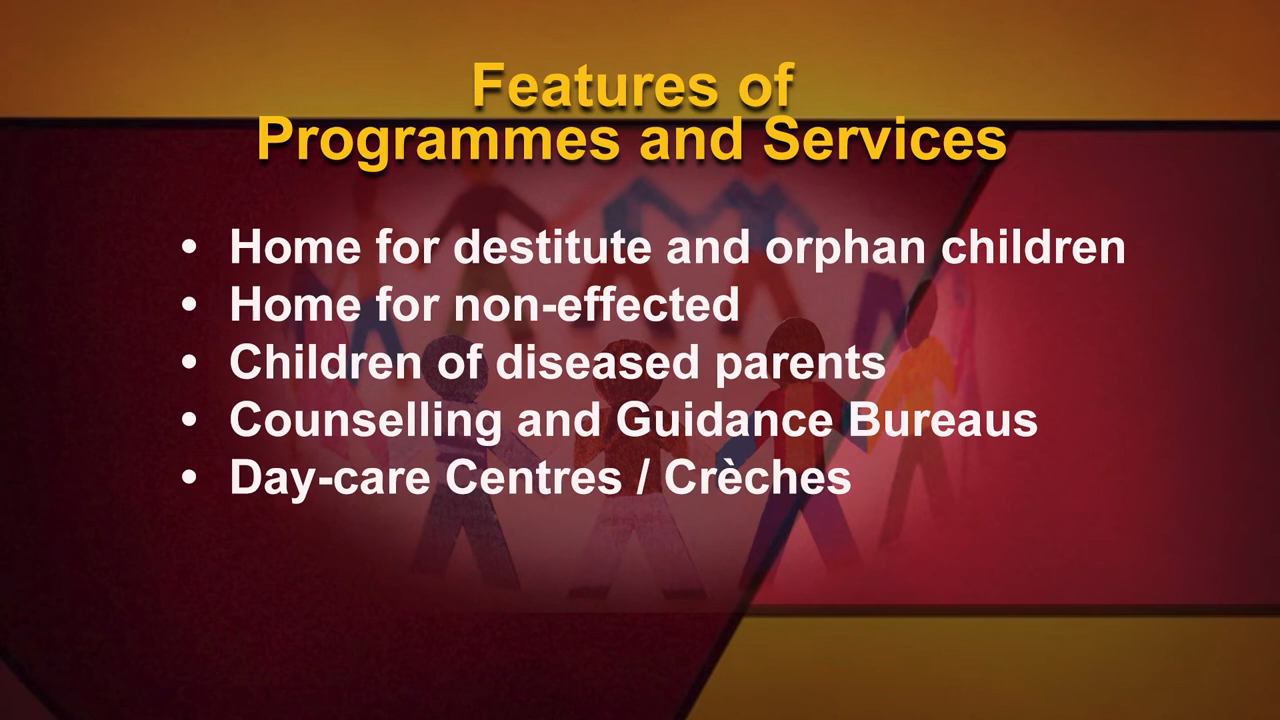 Features of
Programmes and Services
• Home for destitute and orphan children
• Home for non-effected
• Children of diseased parents
• Counselling and Guidance Bureaus
• Day-care Centres / Crèches